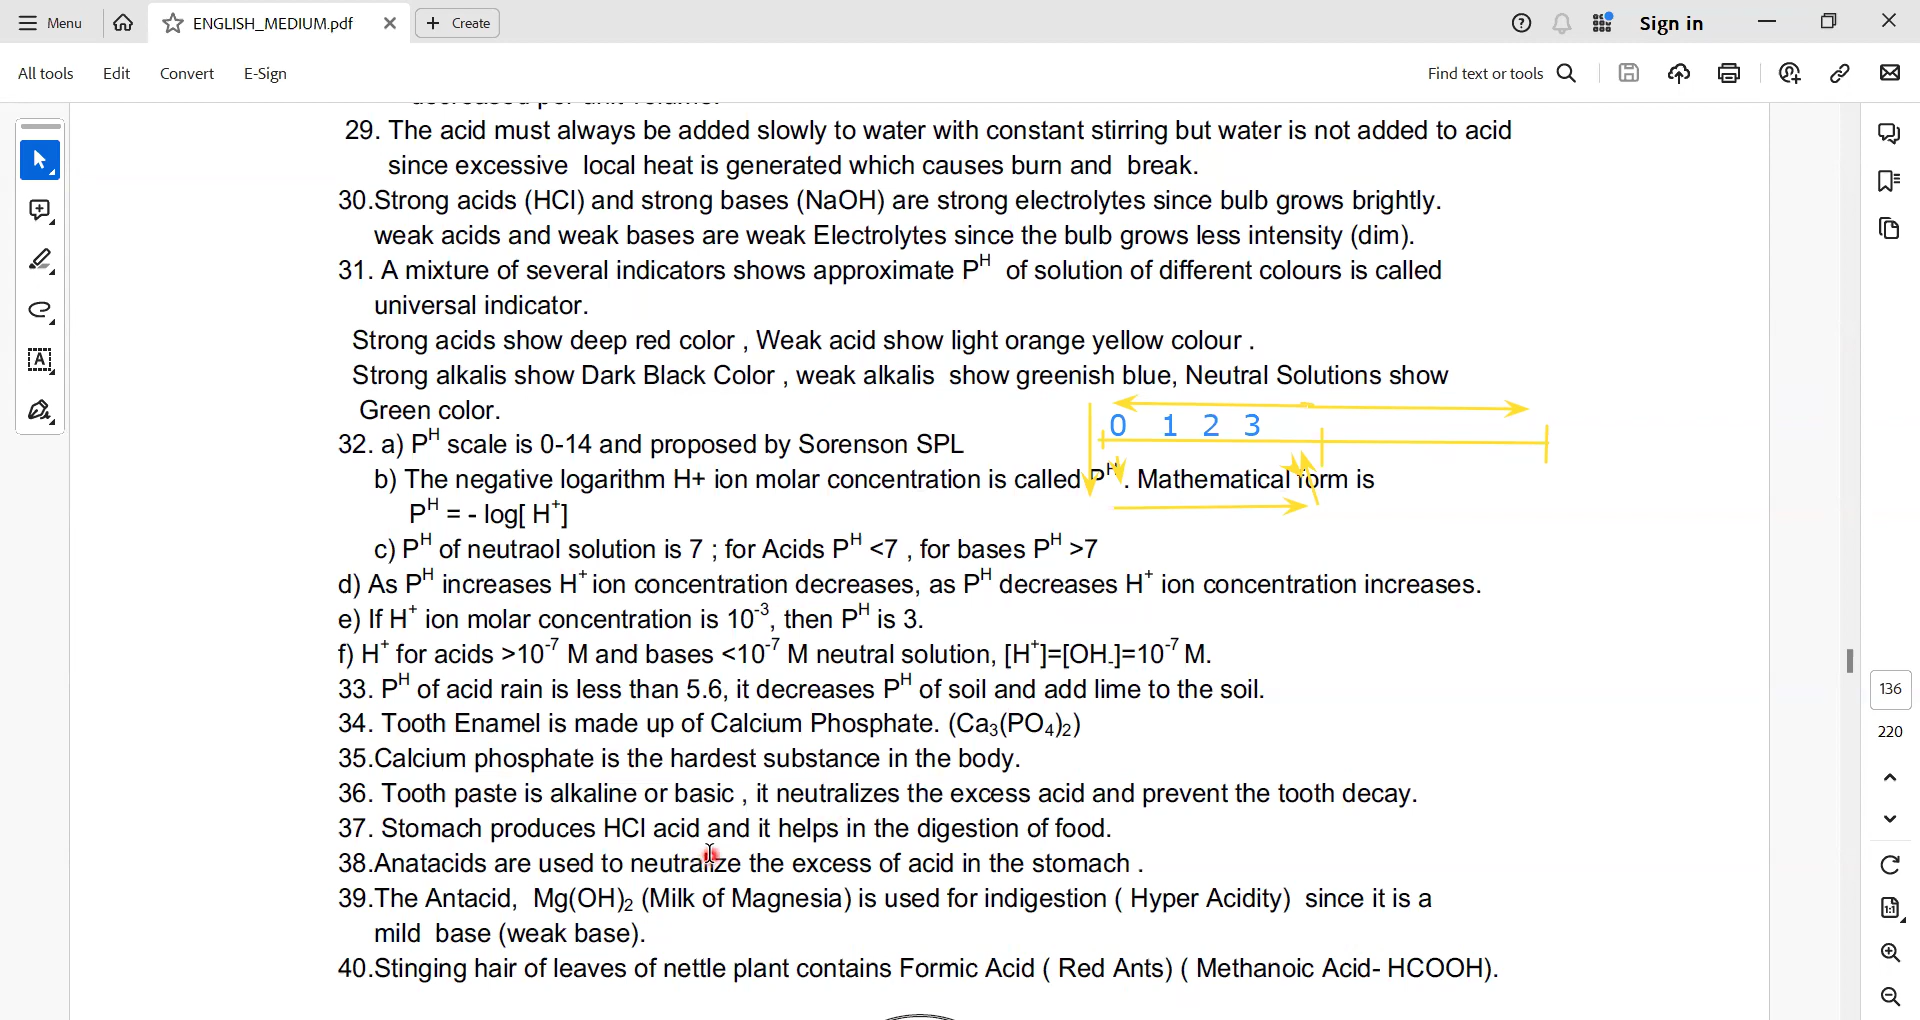 Menu
ENGLISH_MEDIUM.pdf
Create
Sign in
All tools Edit Convert E-Sign
Find text or tools
29. The acid must always be added slowly to water with constant stirring but water is not added to acid
since excessive local heat is generated which causes burn and break.
30.Strong acids (HCl) and strong bases (NaOH) are strong electrolytes since bulb grows brightly.
weak acids and weak bases are weak Electrolytes since the bulb grows less intensity (dim).
31. A mixture of several indicators shows approximate P^H of solution of different colours is called
universal indicator.
Strong acids show deep red color , Weak acid show light orange yellow colour .
Strong alkalis show Dark Black Color , weak alkalis show greenish blue, Neutral Solutions show
Green color.
0 1 2 3
32. a) P^H scale is 0-14 and proposed by Sorenson SPL
b) The negative logarithm H+ ion molar concentration is called P^H. Mathematical form is
P^H = - log[ H^+]
c) P^H of neutraol solution is 7 ; for Acids P^H <7 , for bases P^H >7
d) As P^H increases H^+ ion concentration decreases, as P^H decreases H^+ ion concentration increases.
e) If H^+ ion molar concentration is 10^-3, then P^H is 3.
f) H^+ for acids >10^-7 M and bases <10^-7 M neutral solution, [H^+]=[OH_-]=10^-7 M.
33. P^H of acid rain is less than 5.6, it decreases P^H of soil and add lime to the soil.
34. Tooth Enamel is made up of Calcium Phosphate. (Ca₃(PO₄)₂)
35.Calcium phosphate is the hardest substance in the body.
36. Tooth paste is alkaline or basic , it neutralizes the excess acid and prevent the tooth decay.
37. Stomach produces HCl acid and it helps in the digestion of food.
38.Anatacids are used to neutralize the excess of acid in the stomach .
39.The Antacid, Mg(OH)₂ (Milk of Magnesia) is used for indigestion ( Hyper Acidity) since it is a
mild base (weak base).
40.Stinging hair of leaves of nettle plant contains Formic Acid ( Red Ants) ( Methanoic Acid- HCOOH).
136
220